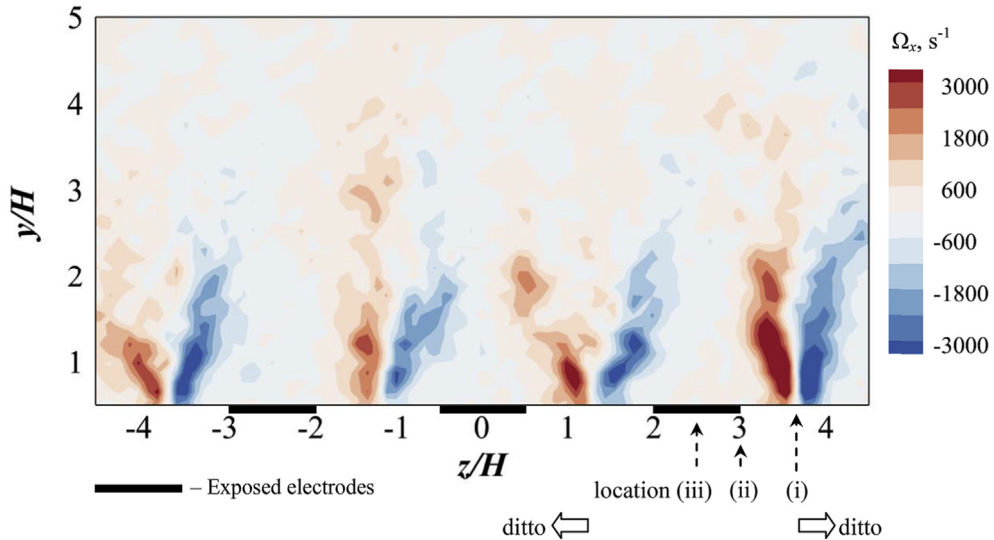 5
4
3
2
1
y/H
Ωx, s-1
3000
1800
600
-600
-1800
-3000
-4 -3 -2 -1 0 1 2 3 4
z/H
– Exposed electrodes
location (iii) (ii) (i)
ditto ditto